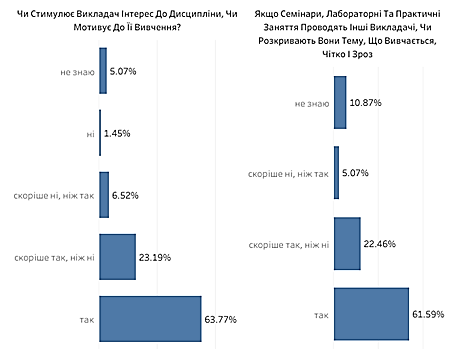 Чи Стимулює Викладач Інтерес До Дисципліни, Чи
Мотивує До Її Вивчення?
не знаю
5.07%
ні
1.45%
скоріше ні, ніж так
6.52%
скоріше так, ніж ні
23.19%
так
63.77%
Якщо Семінари, Лабораторні Та Практичні
Заняття Проводять Інші Викладачі, Чи
Розкривають Вони Тему, Що Вивчається,
Чітко І Зроз
не знаю
10.87%
скоріше ні, ніж так
5.07%
скоріше так, ніж ні
22.46%
так
61.59%